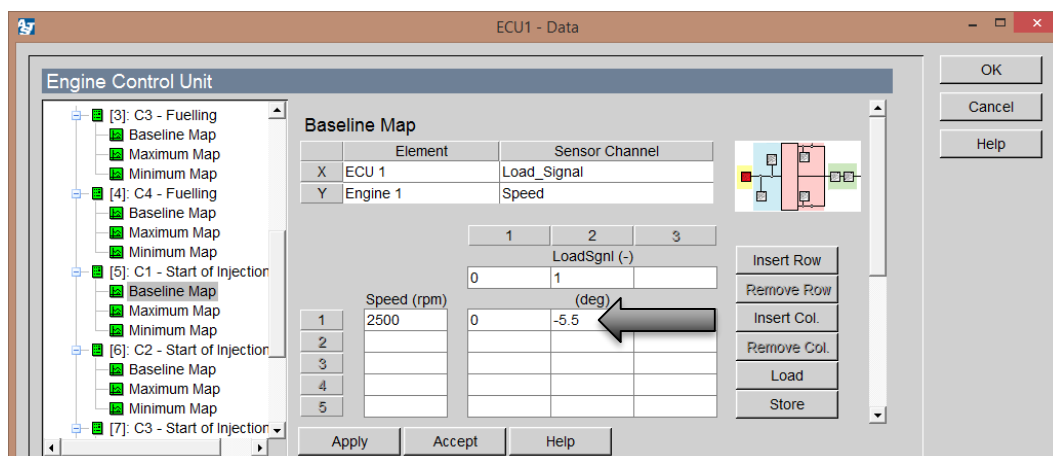 AST
ECU1 - Data
Engine Control Unit
OK
Cancel
Help
[3]: C3 - Fuelling
Baseline Map
Maximum Map
Minimum Map
[4]: C4 - Fuelling
Baseline Map
Maximum Map
Minimum Map
[5]: C1 - Start of Injection
Baseline Map
Maximum Map
Minimum Map
[6]: C2 - Start of Injection
Baseline Map
Maximum Map
Minimum Map
[7]: C3 - Start of Injection
Baseline Map
Element Sensor Channel
X ECU 1 Load_Signal
Y Engine 1 Speed
1 2 3
LoadSgnl (-)
0 1
Speed (rpm) (deg)
1 2500 0 -5.5
2
3
4
5
Insert Row
Remove Row
Insert Col.
Remove Col.
Load
Store
Apply Accept Help